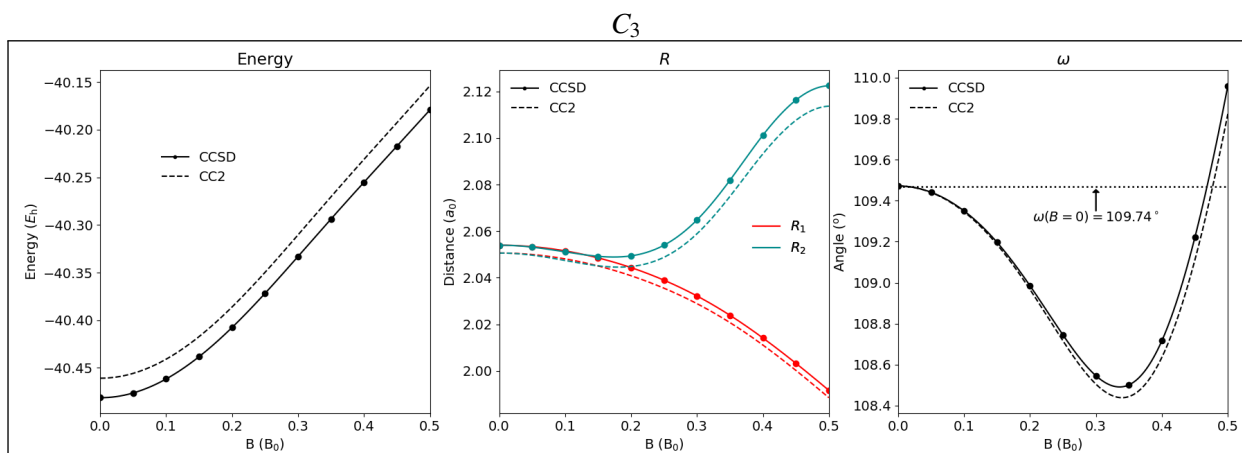 C₃
Energy
−40.15
−40.20
−40.25
−40.30
−40.35
−40.40
−40.45
Energy (Eₕ)
CCSD
CC2
0.0 0.1 0.2 0.3 0.4 0.5
B (B₀)
R
2.12
2.10
2.08
2.06
2.04
2.02
2.00
Distance (a₀)
CCSD
CC2
R₁
R₂
0.0 0.1 0.2 0.3 0.4 0.5
B (B₀)
ω
110.0
109.8
109.6
109.4
109.2
109.0
108.8
108.6
108.4
Angle (°)
CCSD
CC2
ω(B = 0) = 109.74°
0.0 0.1 0.2 0.3 0.4 0.5
B (B₀)